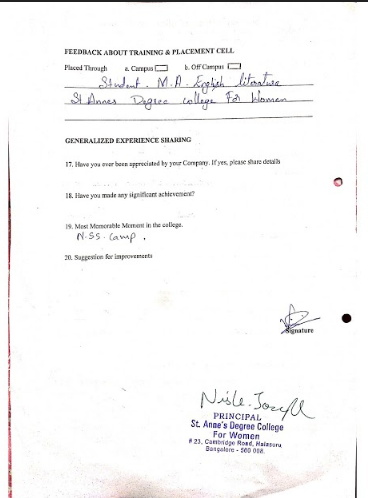 FEEDBACK ABOUT TRAINING & PLACEMENT CELL
Placed Through a. Campus b. Off Campus
Student. M.A. English literature
St Annes Degree college For Women
GENERALIZED EXPERIENCE SHARING
17. Have you ever been appreciated by your Company. If yes, please share details
18. Have you made any significant achievement?
19. Most Memorable Moment in the college.
N.SS. Camp.
20. Suggestion for improvements
Signature
PRINCIPAL
St. Anne's Degree College
For Women
# 23, Cambridge Road, Halasuru,
Bangalore - 560 008.